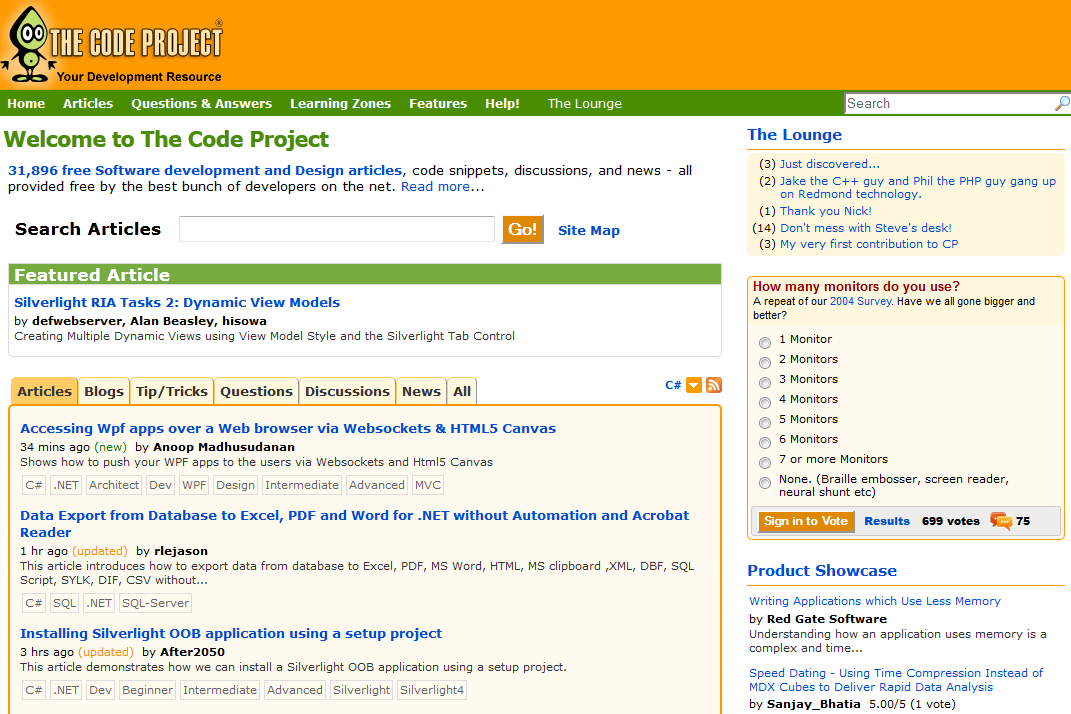 THE CODE PROJECT®
Your Development Resource
Home Articles Questions & Answers Learning Zones Features Help! The Lounge Search
Welcome to The Code Project
31,896 free Software development and Design articles, code snippets, discussions, and news - all
provided free by the best bunch of developers on the net. Read more...
Search Articles Go! Site Map
Featured Article
Silverlight RIA Tasks 2: Dynamic View Models
by defwebserver, Alan Beasley, hisowa
Creating Multiple Dynamic Views using View Model Style and the Silverlight Tab Control
Articles Blogs Tip/Tricks Questions Discussions News All C#
Accessing Wpf apps over a Web browser via Websockets & HTML5 Canvas
34 mins ago (new) by Anoop Madhusudanan
Shows how to push your WPF apps to the users via Websockets and Html5 Canvas
C# .NET Architect Dev WPF Design Intermediate Advanced MVC
Data Export from Database to Excel, PDF and Word for .NET without Automation and Acrobat
Reader
1 hr ago (updated) by rlejason
This article introduces how to export data from database to Excel, PDF, MS Word, HTML, MS clipboard ,XML, DBF, SQL
Script, SYLK, DIF, CSV without...
C# SQL .NET SQL-Server
Installing Silverlight OOB application using a setup project
3 hrs ago (updated) by After2050
This article demonstrates how we can install a Silverlight OOB application using a setup project.
C# .NET Dev Beginner Intermediate Advanced Silverlight Silverlight4
The Lounge
(3) Just discovered...
(2) Jake the C++ guy and Phil the PHP guy gang up
on Redmond technology.
(1) Thank you Nick!
(14) Don't mess with Steve's desk!
(3) My very first contribution to CP
How many monitors do you use?
A repeat of our 2004 Survey. Have we all gone bigger and
better?
1 Monitor
2 Monitors
3 Monitors
4 Monitors
5 Monitors
6 Monitors
7 or more Monitors
None. (Braille embosser, screen reader,
neural shunt etc)
Sign in to Vote Results 699 votes 75
Product Showcase
Writing Applications which Use Less Memory
by Red Gate Software
Understanding how an application uses memory is a
complex and time...
Speed Dating - Using Time Compression Instead of
MDX Cubes to Deliver Rapid Data Analysis
by Sanjay_Bhatia 5.00/5 (1 vote)